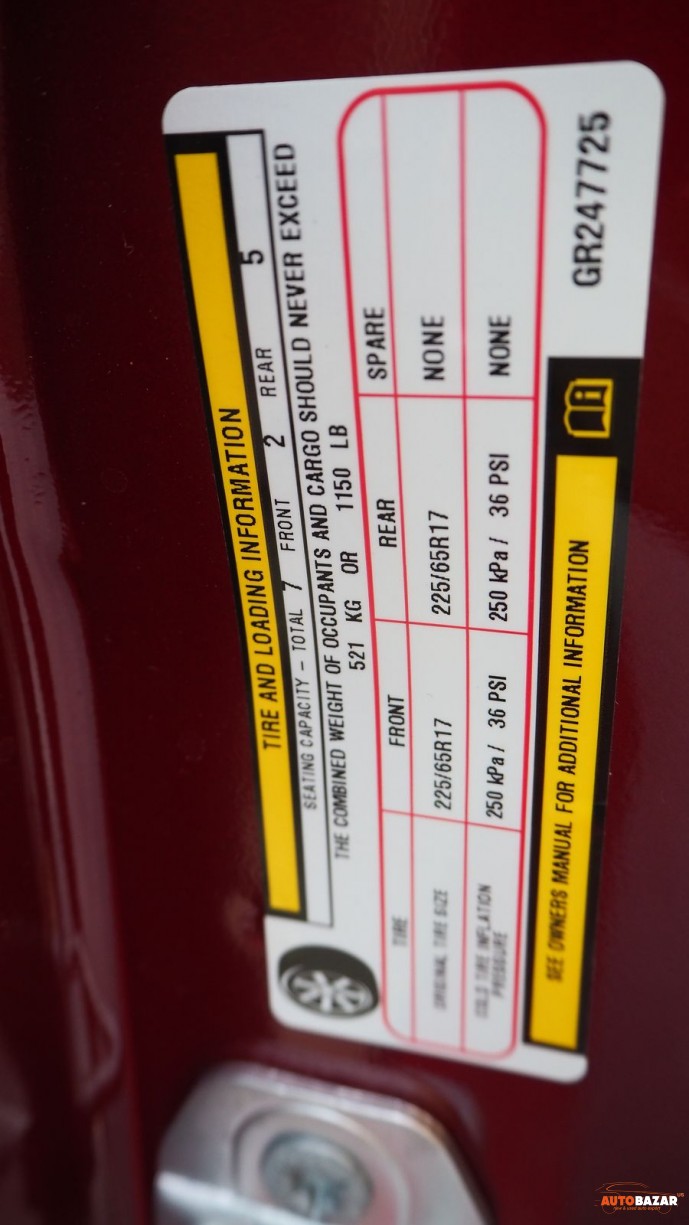 TIRE AND LOADING INFORMATION
SEATING CAPACITY - TOTAL 7 FRONT 2 REAR 5
THE COMBINED WEIGHT OF OCCUPANTS AND CARGO SHOULD NEVER EXCEED
521 KG OR 1150 LB
TIRE FRONT REAR SPARE
ORIGINAL TIRE SIZE 225/65R17 225/65R17 NONE
COLD TIRE INFLATION PRESSURE 250 kPa / 36 PSI 250 kPa / 36 PSI NONE
SEE OWNERS MANUAL FOR ADDITIONAL INFORMATION
GR247725
AUTOBAZAR